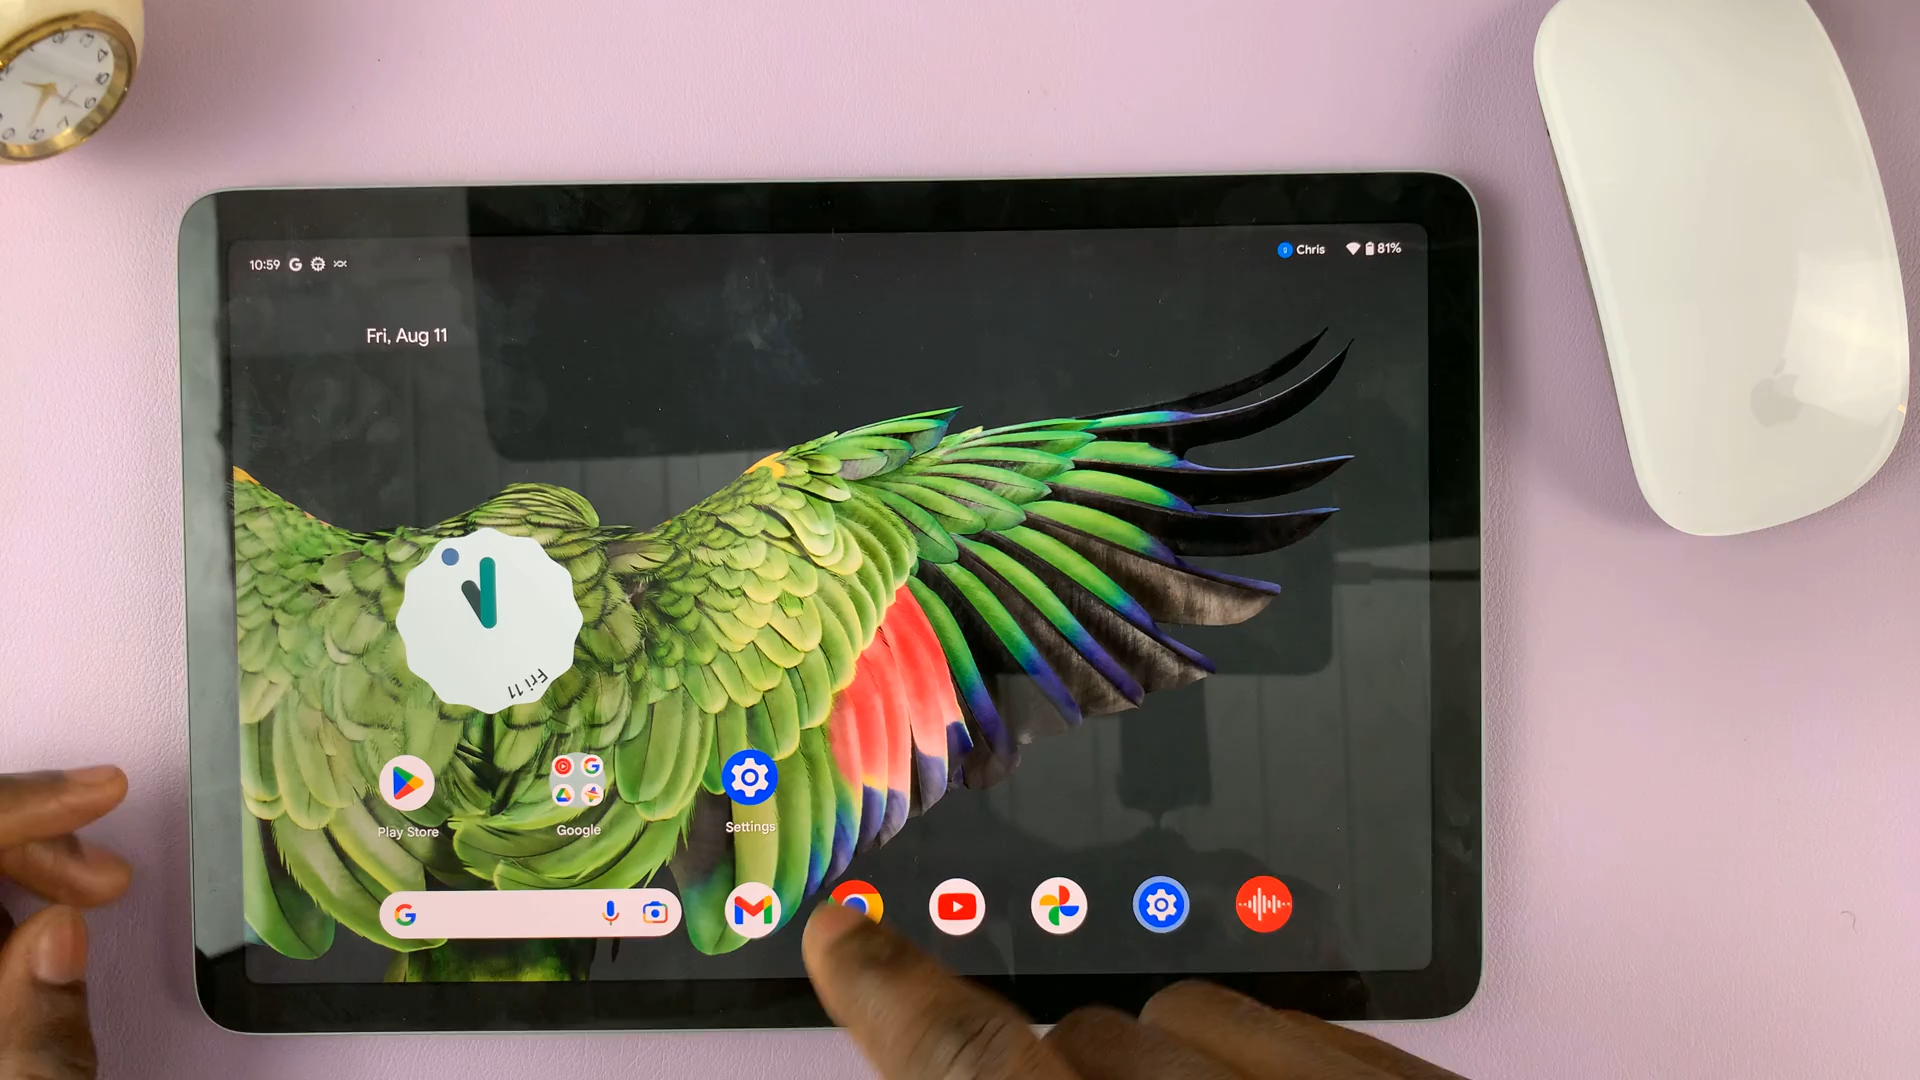 10:59
Chris
81%
Fri, Aug 11
Fri 11
Play Store
Google
Settings